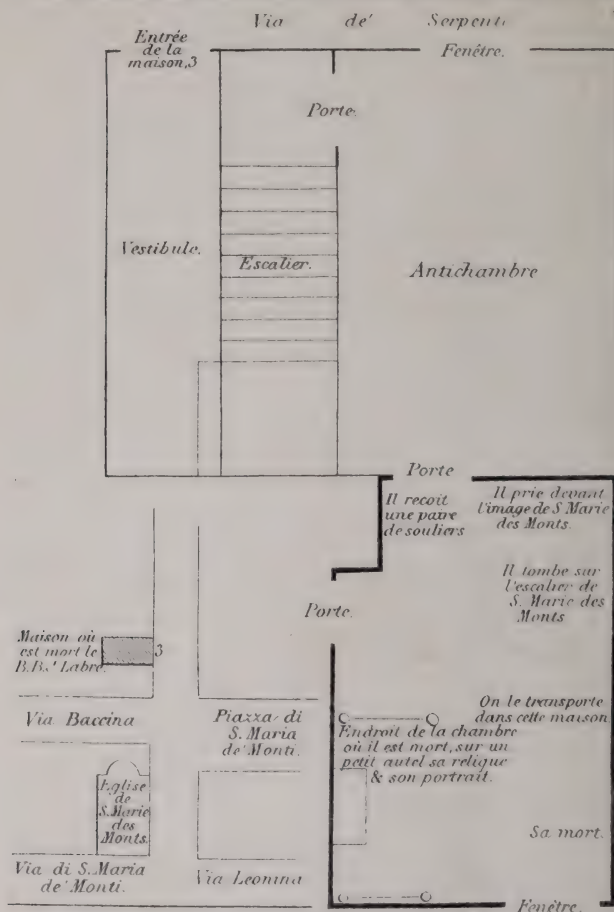 Via de' Serpenti
Entrée
de la
maison,3
Fenêtre.
Porte.
Vestibule.
Escalier.
Antichambre
Porte
Il recoit
une paire
de souliers
Il prie devant
l'image de S Marie
des Monts.
Il tombe sur
l'escalier de
S. Marie des
Monts
Porte.
Maison où
est mort le
B.B.J Labre.
3
On le transporte
dans cette maison
Via Baccina
Piazza di
S. Maria
de' Monti.
Endroit de la chambre
où il est mort, sur un
petit autel sa relique
& son portrait.
Eglise
de
S. Marie
des
Monts.
Sa mort.
Via di S. Maria
de' Monti.
Via Leonina
Fenêtre.